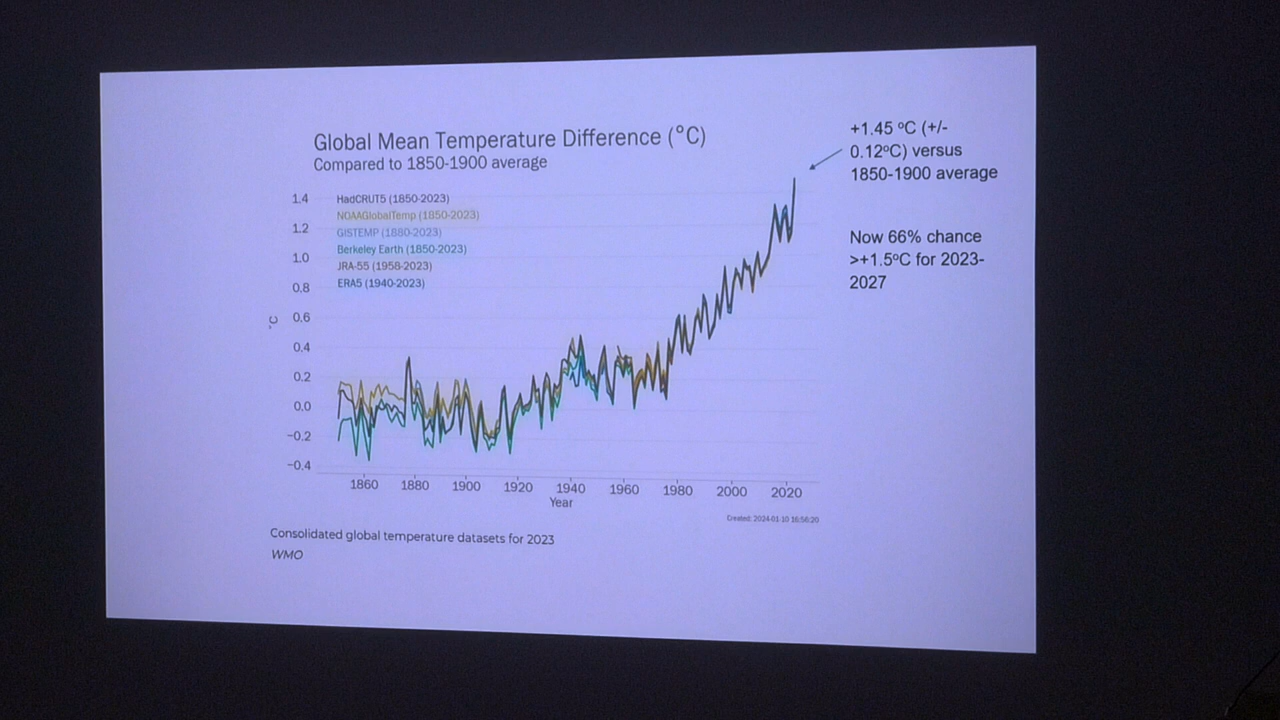 Global Mean Temperature Difference (°C)
Compared to 1850-1900 average
+1.45 ºC (+/-
0.12ºC) versus
1850-1900 average
Now 66% chance
>+1.5ºC for 2023-
2027
HadCRUT5 (1850-2023)
NOAAGlobalTemp (1850-2023)
GISTEMP (1880-2023)
Berkeley Earth (1850-2023)
JRA-55 (1958-2023)
ERA5 (1940-2023)
1.4
1.2
1.0
0.8
0.6
0.4
0.2
0.0
−0.2
−0.4
°C
1860 1880 1900 1920 1940 1960 1980 2000 2020
Year
Created: 2024-01-10 16:56:20
Consolidated global temperature datasets for 2023
WMO